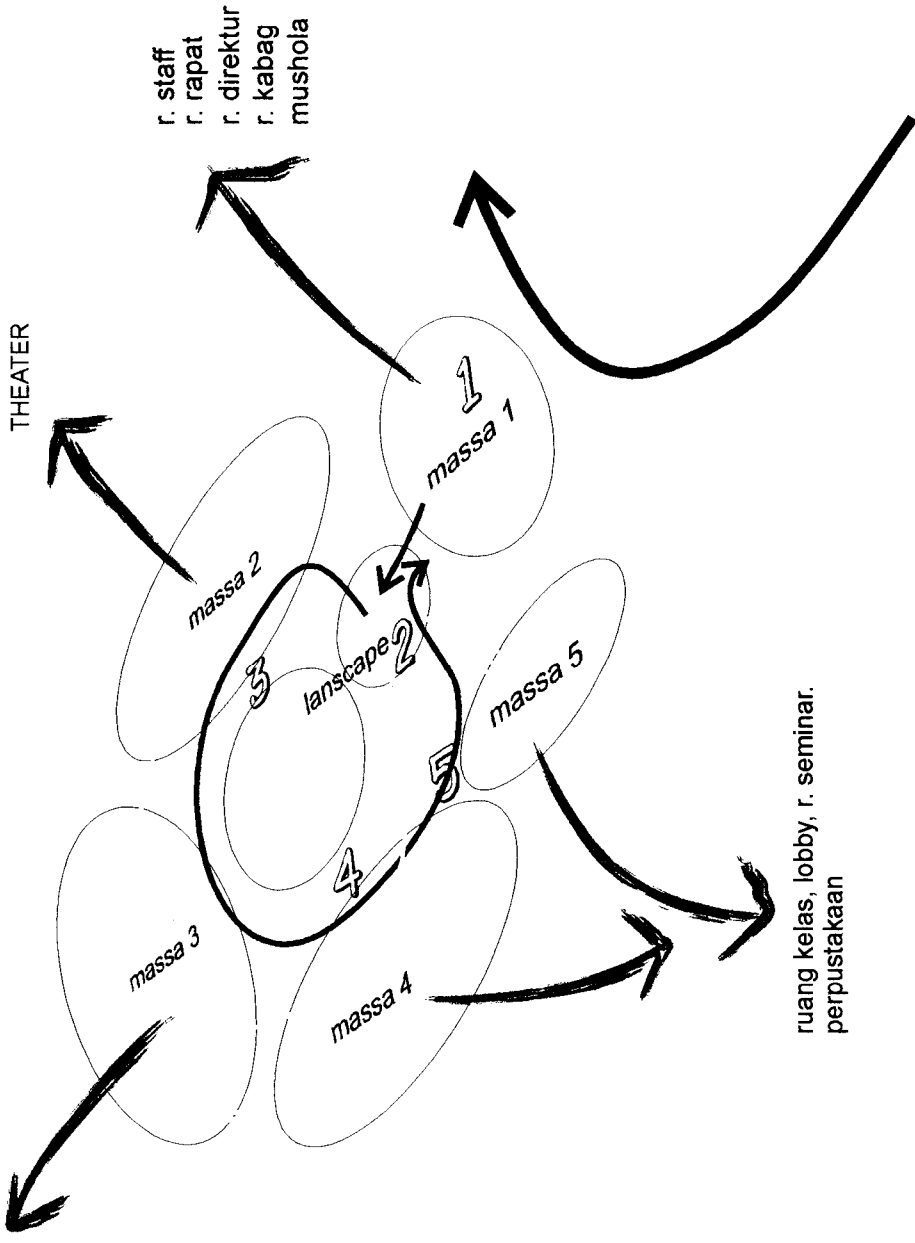 r. staff
r. rapat
r. direktur
r. kabag
mushola
THEATER
1
massa 1
massa 2
lanscape
2
3
massa 5
5
4
massa 3
massa 4
ruang kelas, lobby, r. seminar.
perpustakaan